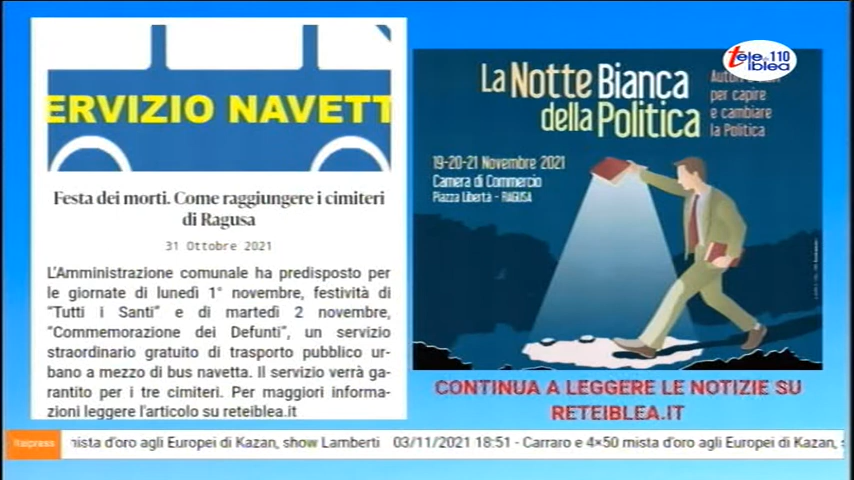 ERVIZIO NAVETT
Festa dei morti. Come raggiungere i cimiteri
di Ragusa
31 Ottobre 2021
L'Amministrazione comunale ha predisposto per
le giornate di lunedì 1° novembre, festività di
"Tutti i Santi" e di martedì 2 novembre,
"Commemorazione dei Defunti", un servizio
straordinario gratuito di trasporto pubblico ur-
bano a mezzo di bus navetta. Il servizio verrà ga-
rantito per i tre cimiteri. Per maggiori informa-
zioni leggere l'articolo su reteiblea.it
téle 110
iblea
La Notte Bianca
della Politica
per capire
e cambiare
la Politica
19-20-21 Novembre 2021
Camera di Commercio
Piazza Libertà - RAGUSA
CONTINUA A LEGGERE LE NOTIZIE SU
RETEIBLEA.IT
Italpress mista d'oro agli Europei di Kazan, show Lamberti 03/11/2021 18:51 - Carraro e 4×50 mista d'oro agli Europei di Kazan,